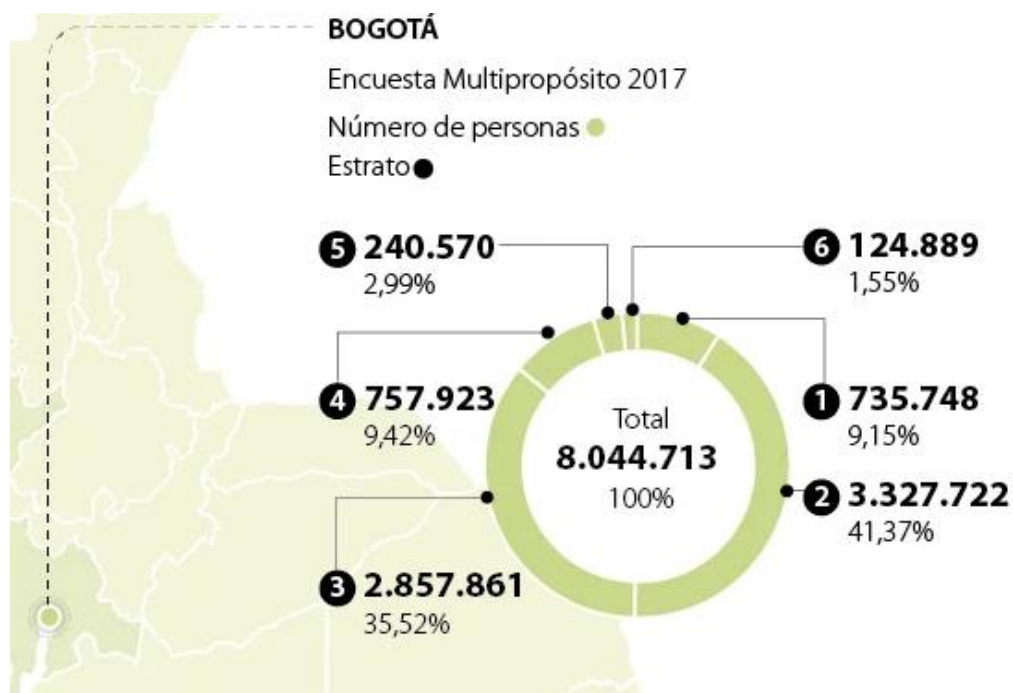 BOGOTÁ
Encuesta Multipropósito 2017
Número de personas
Estrato
5 240.570
2,99%
6 124.889
1,55%
4 757.923
9,42%
1 735.748
9,15%
Total
8.044.713
100%
2 3.327.722
41,37%
3 2.857.861
35,52%